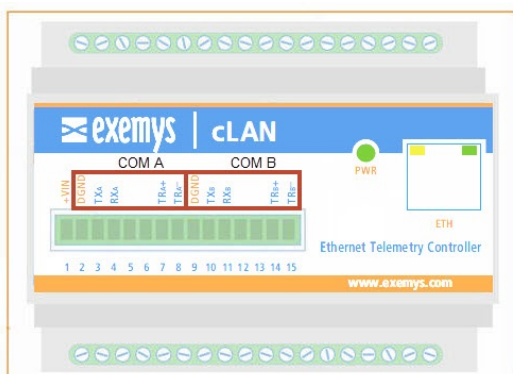 exemys | cLAN
COM A COM B
+VIN DGND TXA RXA TRA+ TRA- DGND TXB RXB TRB+ TRB-
PWR
ETH
Ethernet Telemetry Controller
1 2 3 4 5 6 7 8 9 10 11 12 13 14 15
www.exemys.com